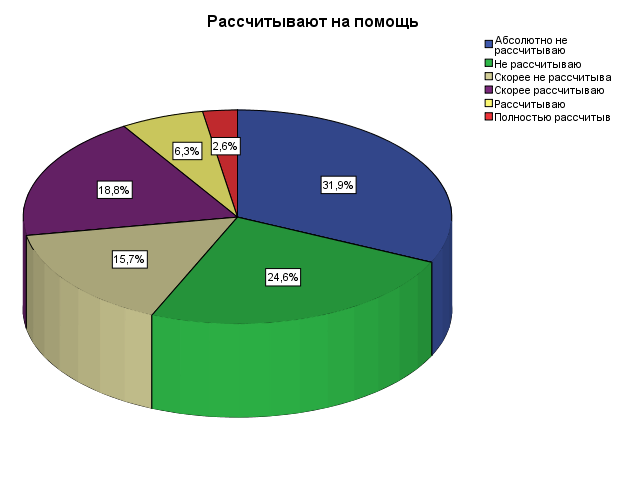 Рассчитывают на помощь
Абсолютно не
рассчитываю
Не рассчитываю
Скорее не рассчитыва
Скорее рассчитываю
Рассчитываю
Полностью рассчитыв
6,3%
2,6%
18,8%
31,9%
15,7%
24,6%